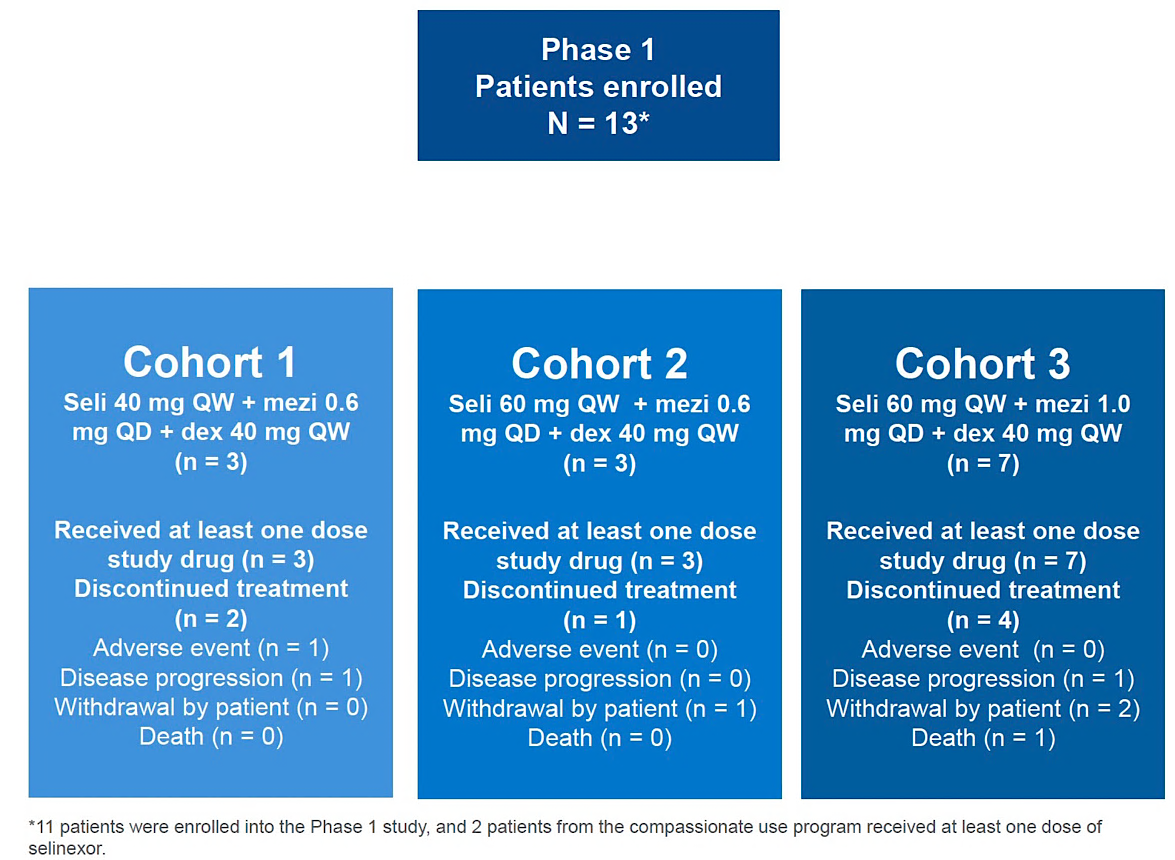 Phase 1
Patients enrolled
N = 13*
Cohort 1
Seli 40 mg QW + mezi 0.6
mg QD + dex 40 mg QW
(n = 3)
Received at least one dose
study drug (n = 3)
Discontinued treatment
(n = 2)
Adverse event (n = 1)
Disease progression (n = 1)
Withdrawal by patient (n = 0)
Death (n = 0)
Cohort 2
Seli 60 mg QW + mezi 0.6
mg QD + dex 40 mg QW
(n = 3)
Received at least one dose
study drug (n = 3)
Discontinued treatment
(n = 1)
Adverse event (n = 0)
Disease progression (n = 0)
Withdrawal by patient (n = 1)
Death (n = 0)
Cohort 3
Seli 60 mg QW + mezi 1.0
mg QD + dex 40 mg QW
(n = 7)
Received at least one dose
study drug (n = 7)
Discontinued treatment
(n = 4)
Adverse event (n = 0)
Disease progression (n = 1)
Withdrawal by patient (n = 2)
Death (n = 1)
*11 patients were enrolled into the Phase 1 study, and 2 patients from the compassionate use program received at least one dose of
selinexor.